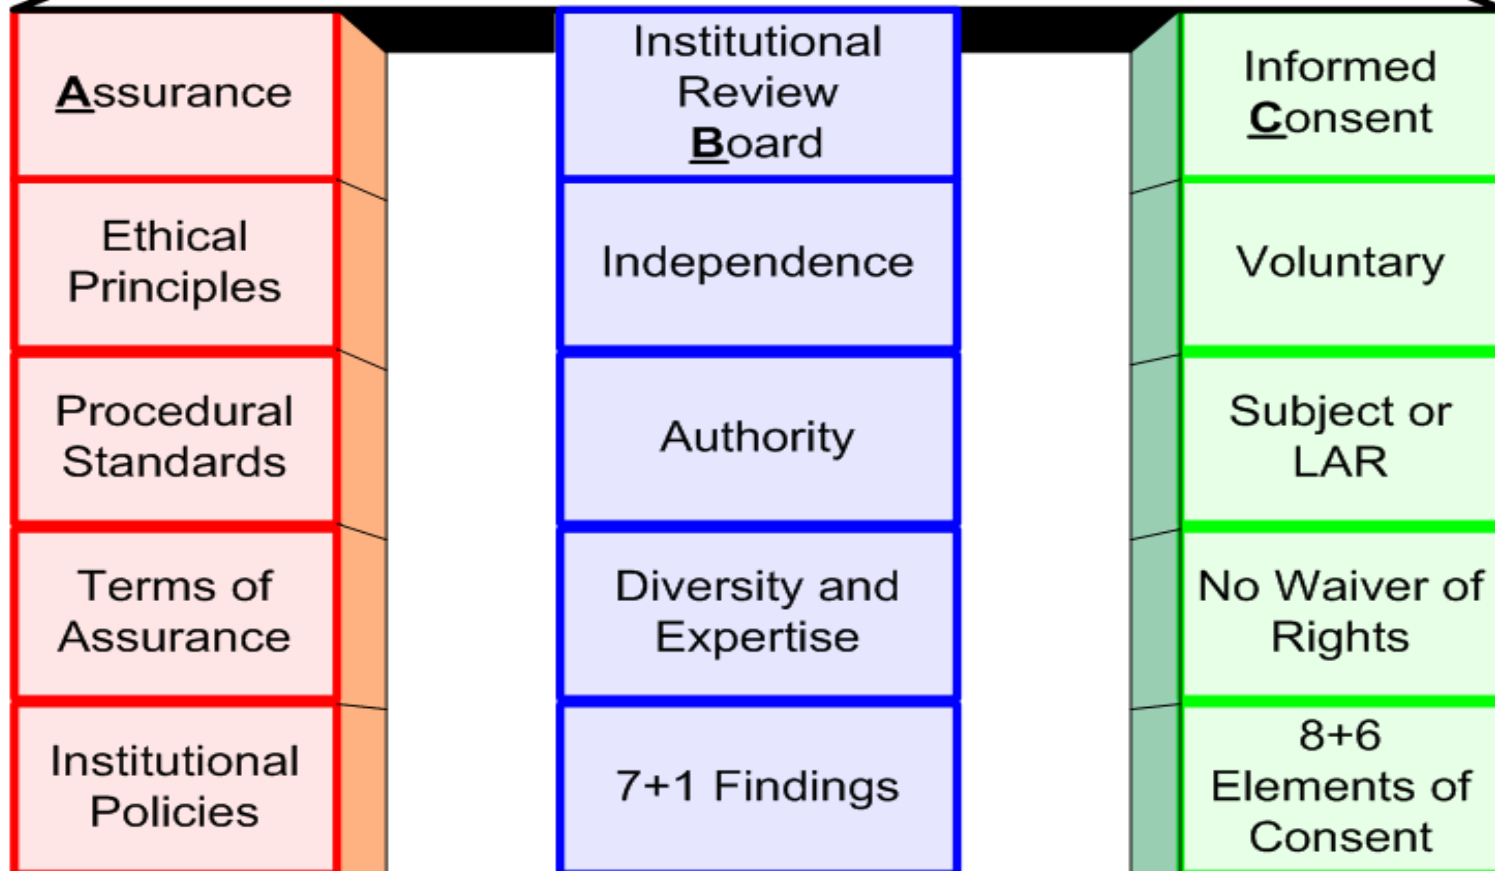 Assurance
Ethical
Principles
Procedural
Standards
Terms of
Assurance
Institutional
Policies
Institutional
Review
Board
Independence
Authority
Diversity and
Expertise
7+1 Findings
Informed
Consent
Voluntary
Subject or
LAR
No Waiver of
Rights
8+6
Elements of
Consent